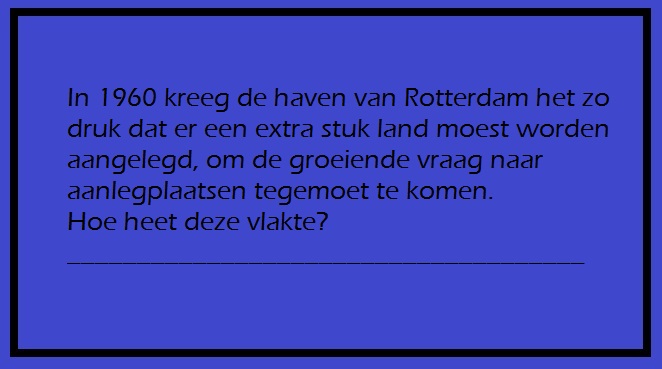 In 1960 kreeg de haven van Rotterdam het zo
druk dat er een extra stuk land moest worden
aangelegd, om de groeiende vraag naar
aanlegplaatsen tegemoet te komen.
Hoe heet deze vlakte?